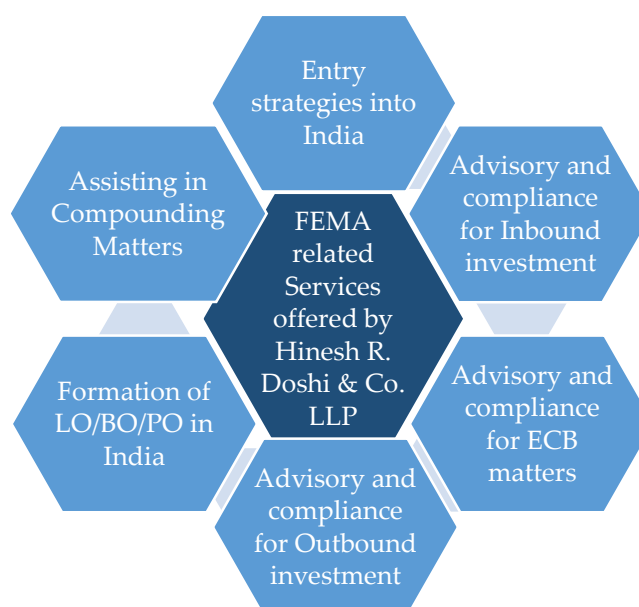 Entry
strategies into
India
Advisory and
compliance
for Inbound
investment
Advisory and
compliance
for ECB
matters
Advisory and
compliance
for Outbound
investment
Formation of
LO/BO/PO in
India
Assisting in
Compounding
Matters
FEMA
related
Services
offered by
Hinesh R.
Doshi & Co.
LLP